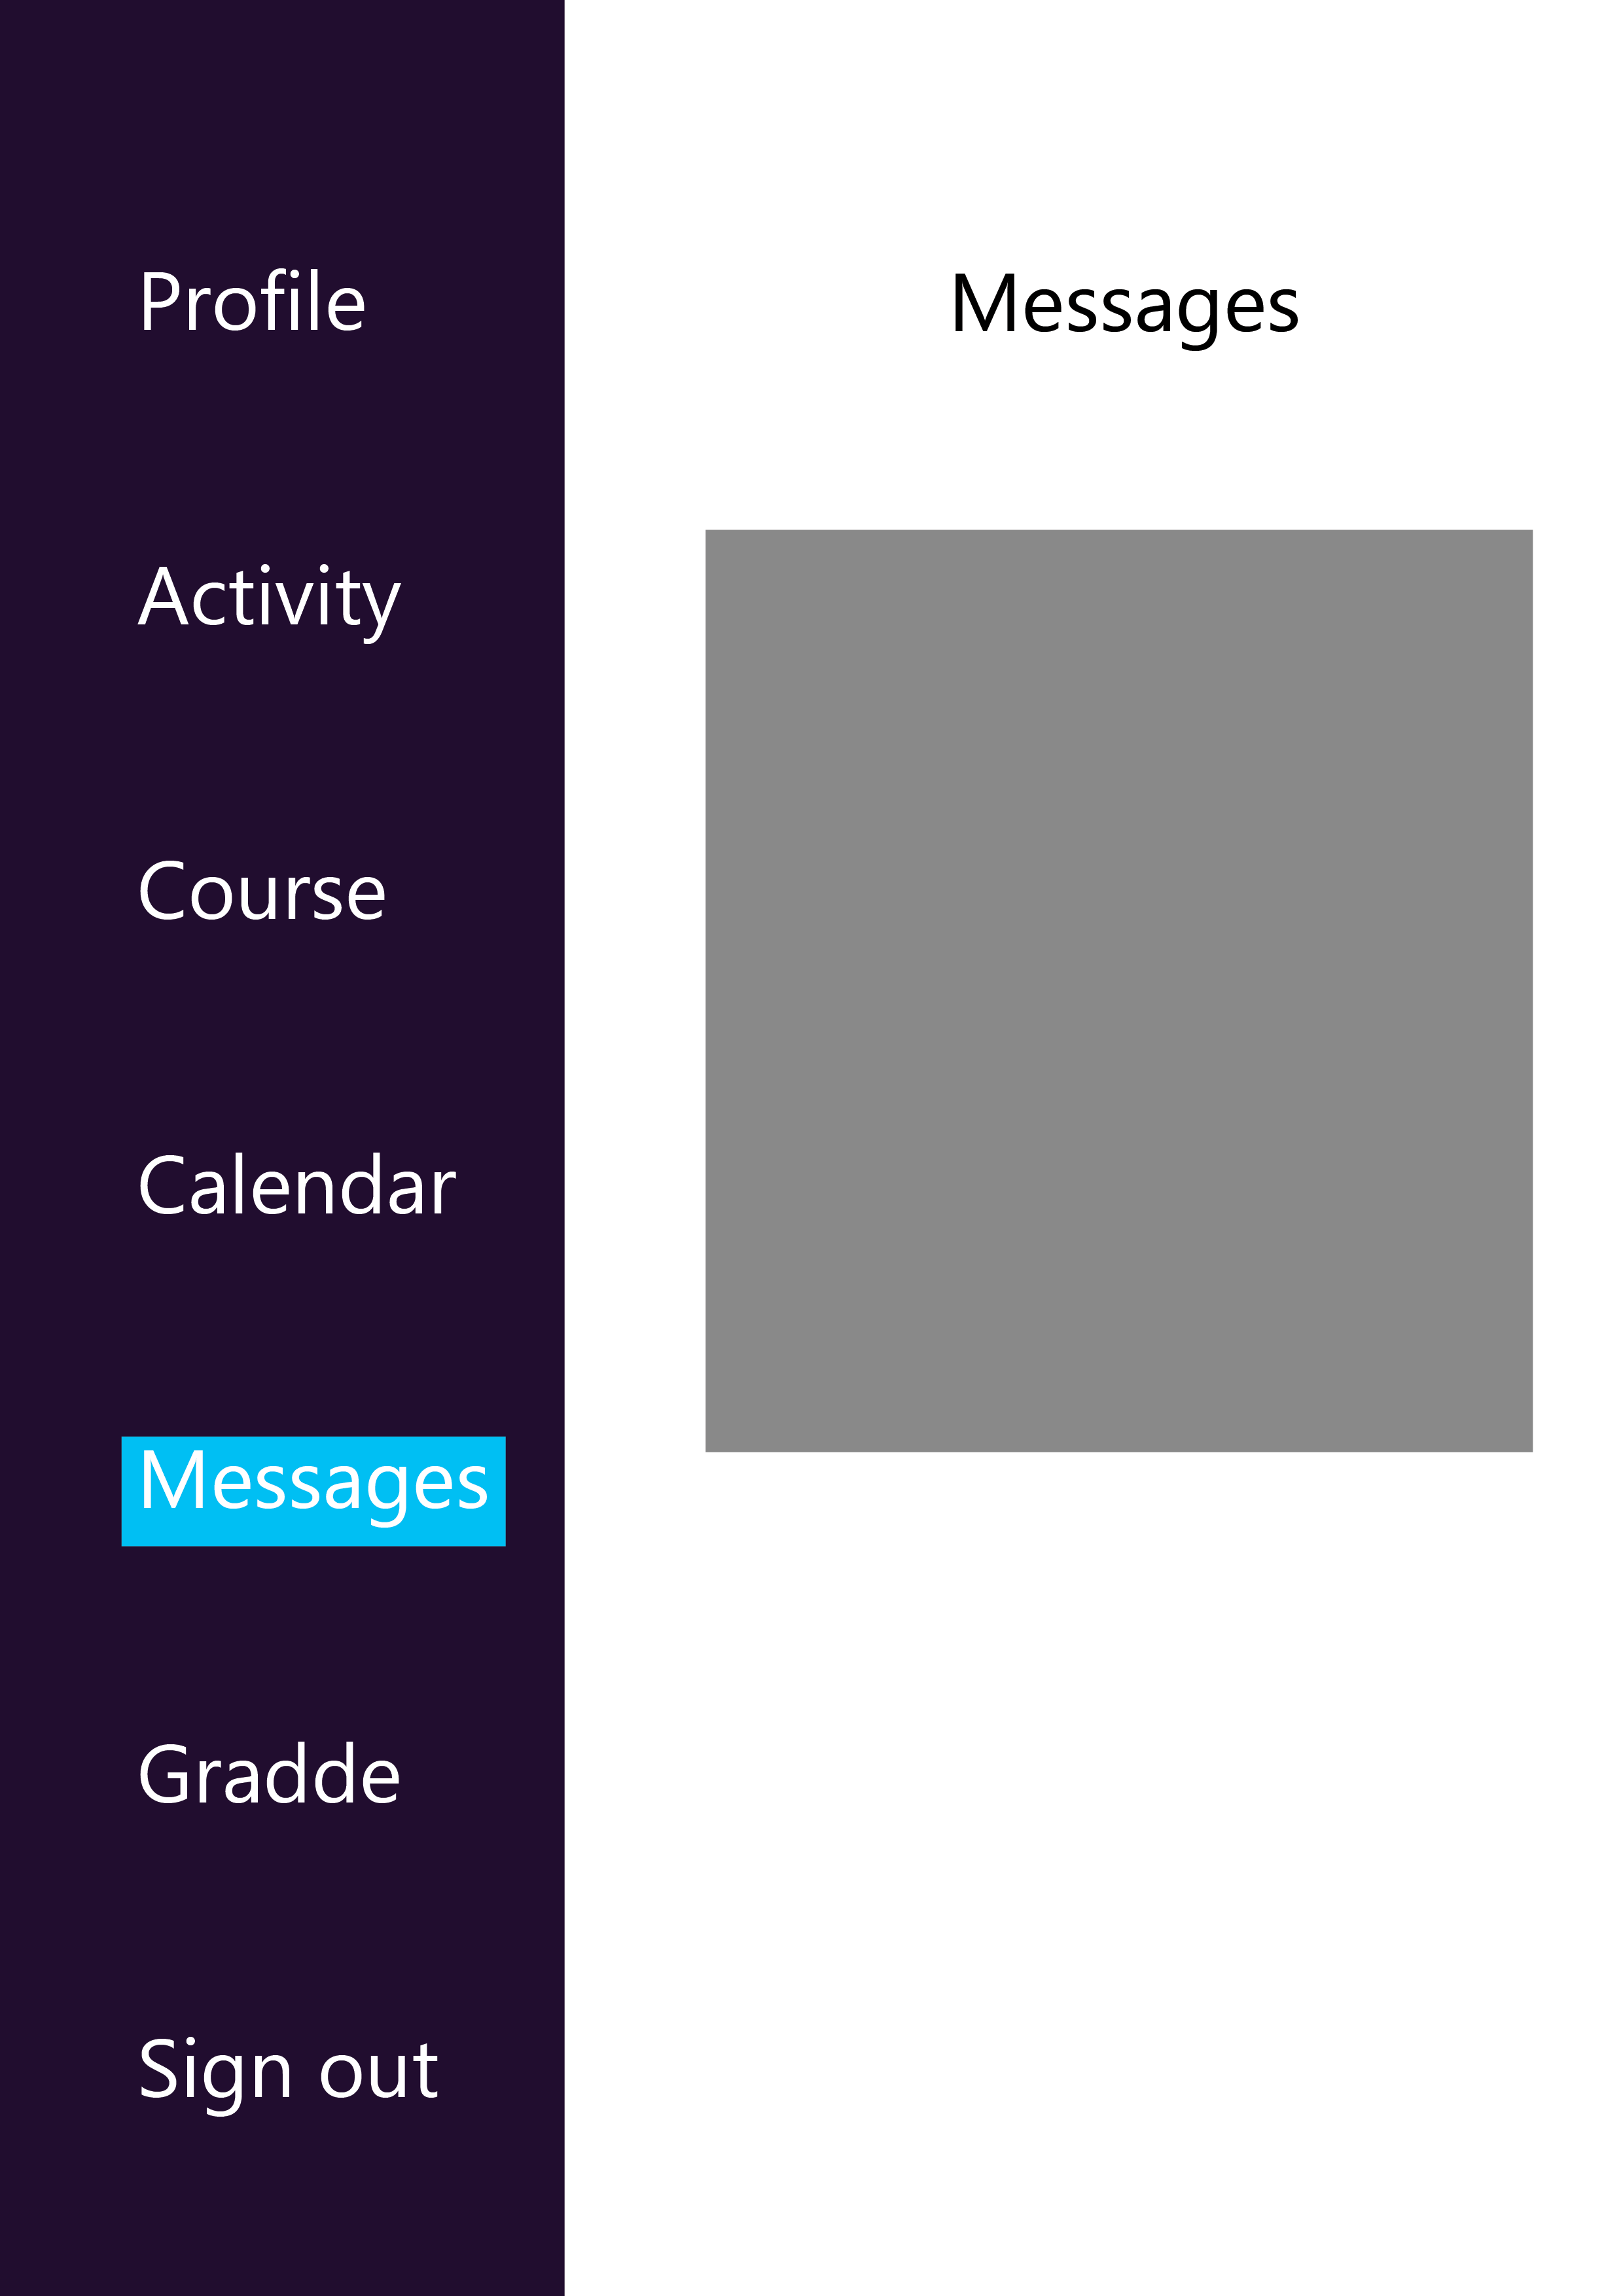 Profile
Messages
Activity
Course
Calendar
Messages
Gradde
Sign out